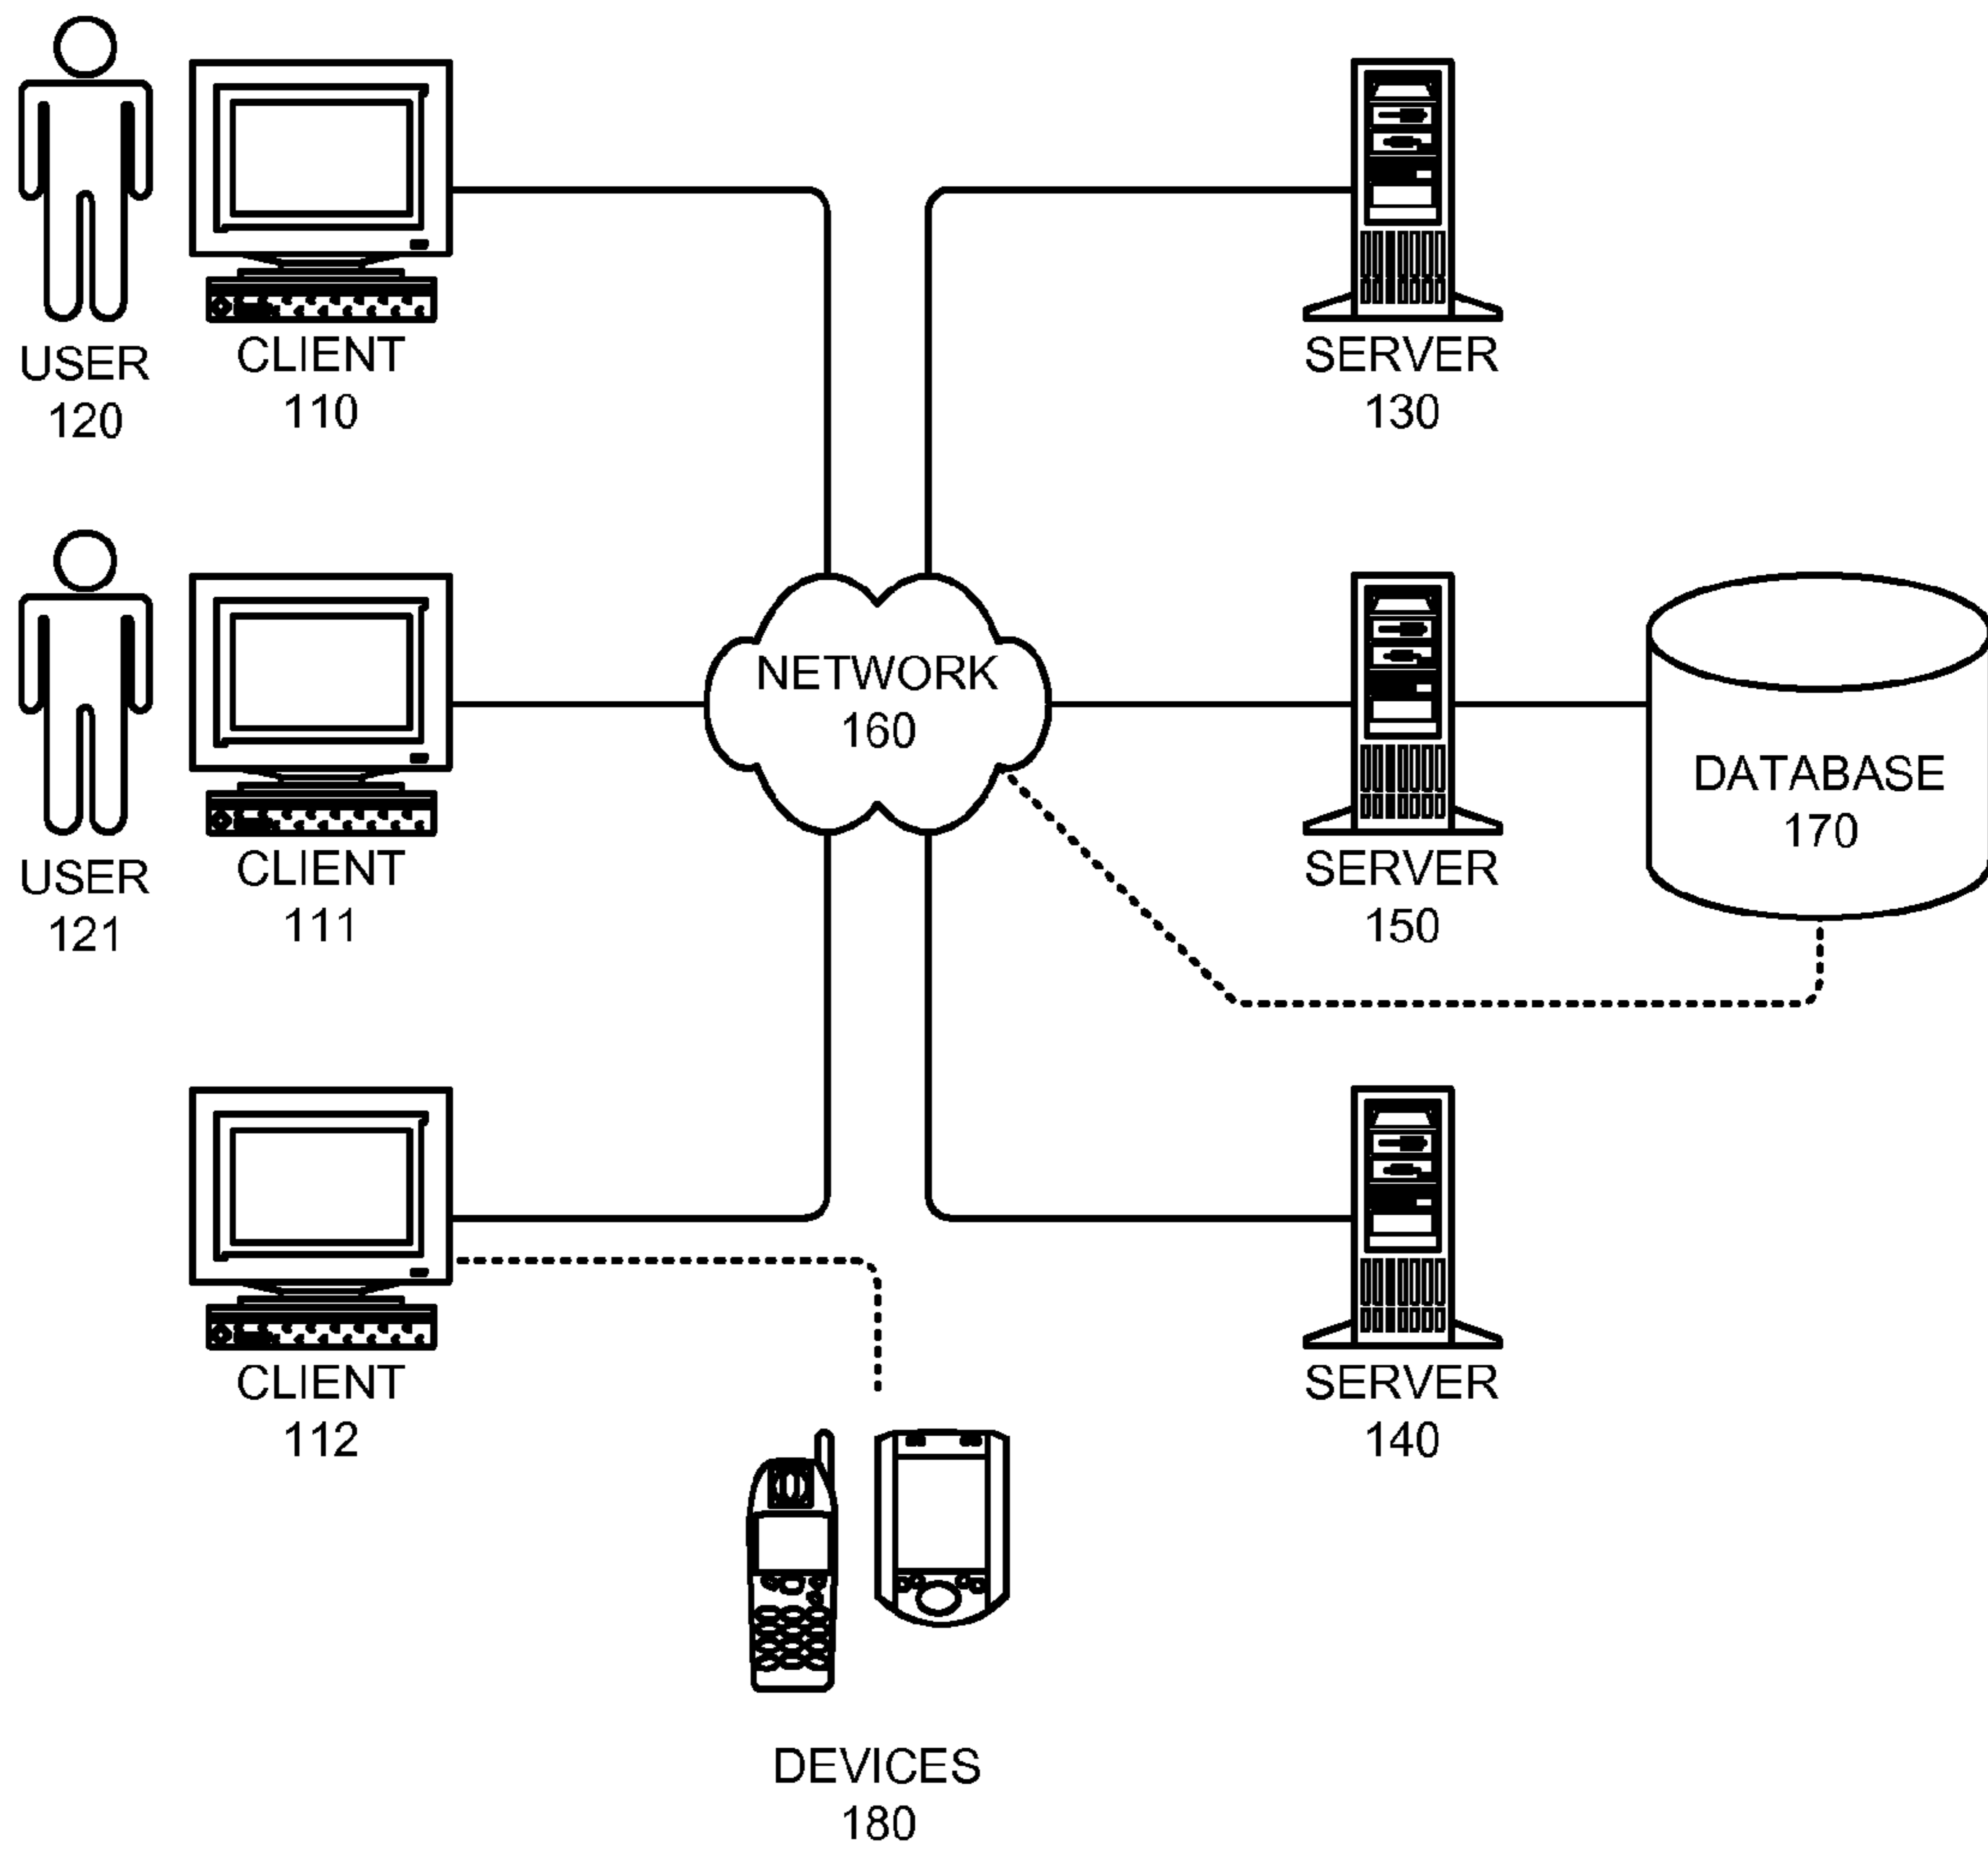 USER
120
CLIENT
110
SERVER
130
NETWORK
160
USER
121
CLIENT
111
SERVER
150
DATABASE
170
CLIENT
112
SERVER
140
DEVICES
180